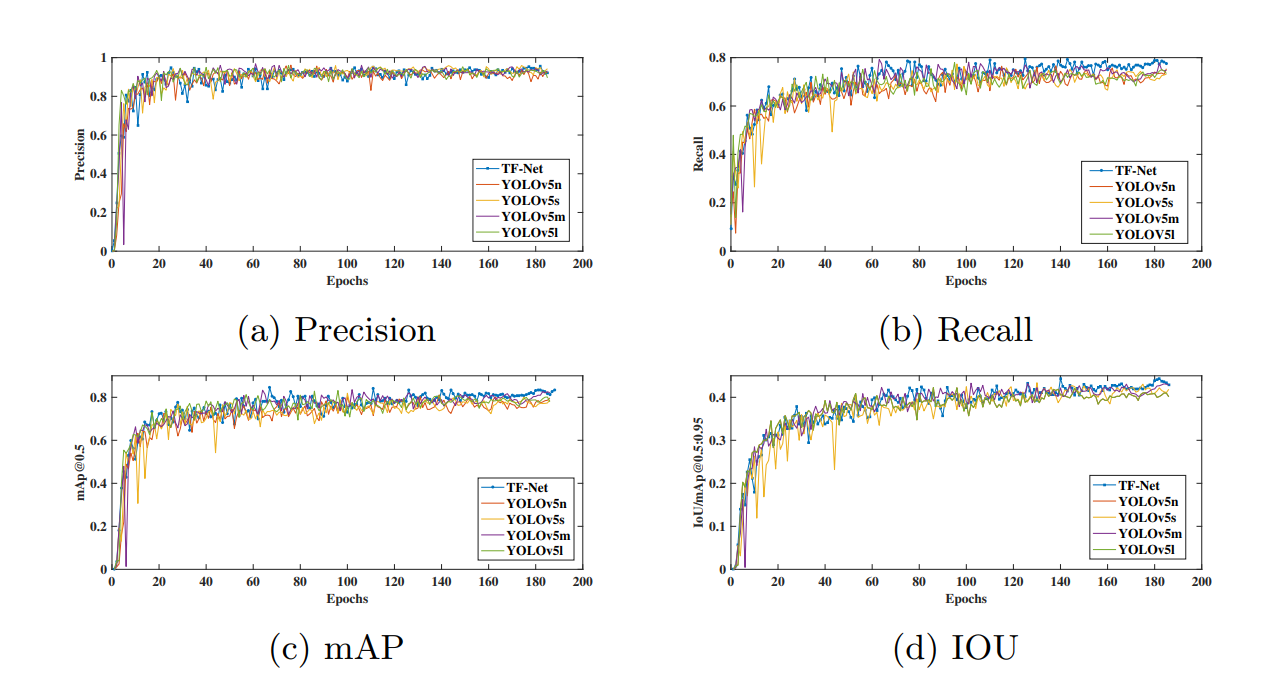 1
0.8
0.6
0.4
0.2
0
Precision
0 20 40 60 80 100 120 140 160 180 200
Epochs
TF-Net
YOLOv5n
YOLOv5s
YOLOv5m
YOLOv5l
(a) Precision
0.8
0.6
0.4
0.2
0
Recall
0 20 40 60 80 100 120 140 160 180 200
Epochs
TF-Net
YOLOv5n
YOLOv5s
YOLOv5m
YOLOV5l
(b) Recall
0.8
0.6
0.4
0.2
0
mAp@0.5
0 20 40 60 80 100 120 140 160 180 200
Epochs
TF-Net
YOLOv5n
YOLOv5s
YOLOv5m
YOLOv5l
(c) mAP
0.4
0.3
0.2
0.1
0
IoU/mAp@0.5:0.95
0 20 40 60 80 100 120 140 160 180 200
Epochs
TF-Net
YOLOv5n
YOLOv5s
YOLOv5m
YOLOv5l
(d) IOU